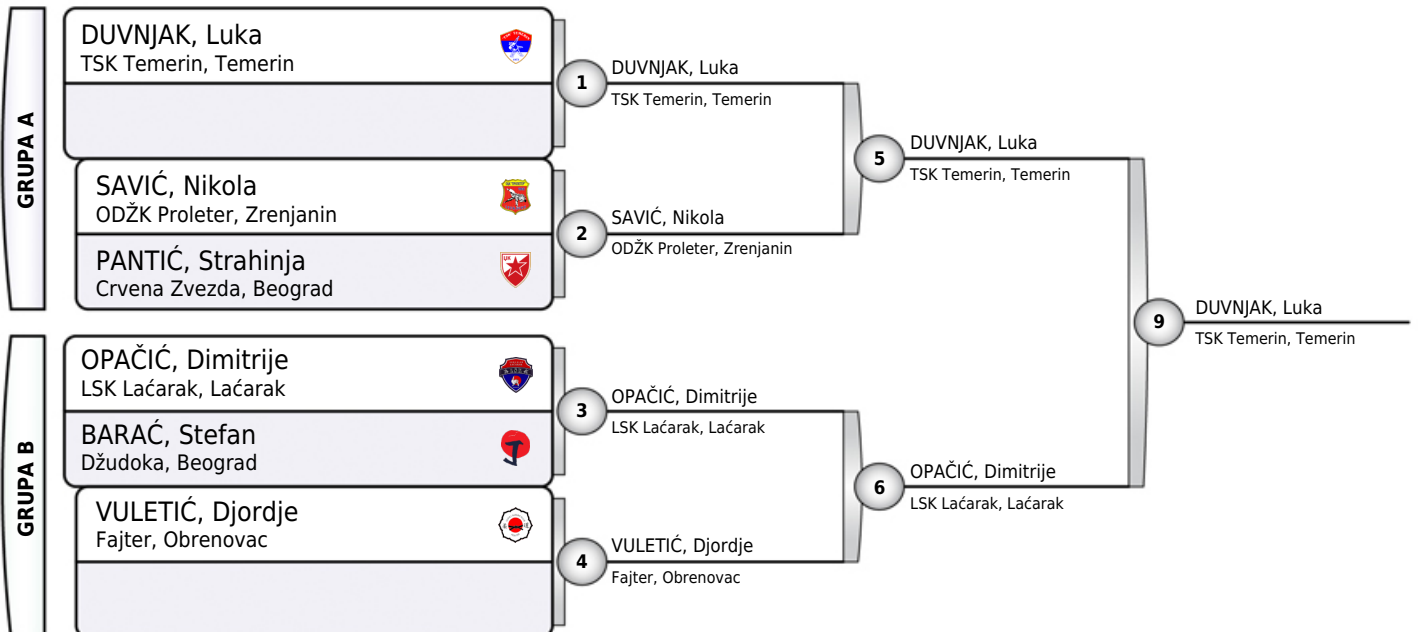 GRUPA A
DUVNJAK, Luka
TSK Temerin, Temerin
SAVIĆ, Nikola
ODŽK Proleter, Zrenjanin
PANTIĆ, Strahinja
Crvena Zvezda, Beograd
1
DUVNJAK, Luka
TSK Temerin, Temerin
2
SAVIĆ, Nikola
ODŽK Proleter, Zrenjanin
5
DUVNJAK, Luka
TSK Temerin, Temerin
GRUPA B
OPAČIĆ, Dimitrije
LSK Laćarak, Laćarak
BARAĆ, Stefan
Džudoka, Beograd
VULETIĆ, Djordje
Fajter, Obrenovac
3
OPAČIĆ, Dimitrije
LSK Laćarak, Laćarak
4
VULETIĆ, Djordje
Fajter, Obrenovac
6
OPAČIĆ, Dimitrije
LSK Laćarak, Laćarak
9
DUVNJAK, Luka
TSK Temerin, Temerin